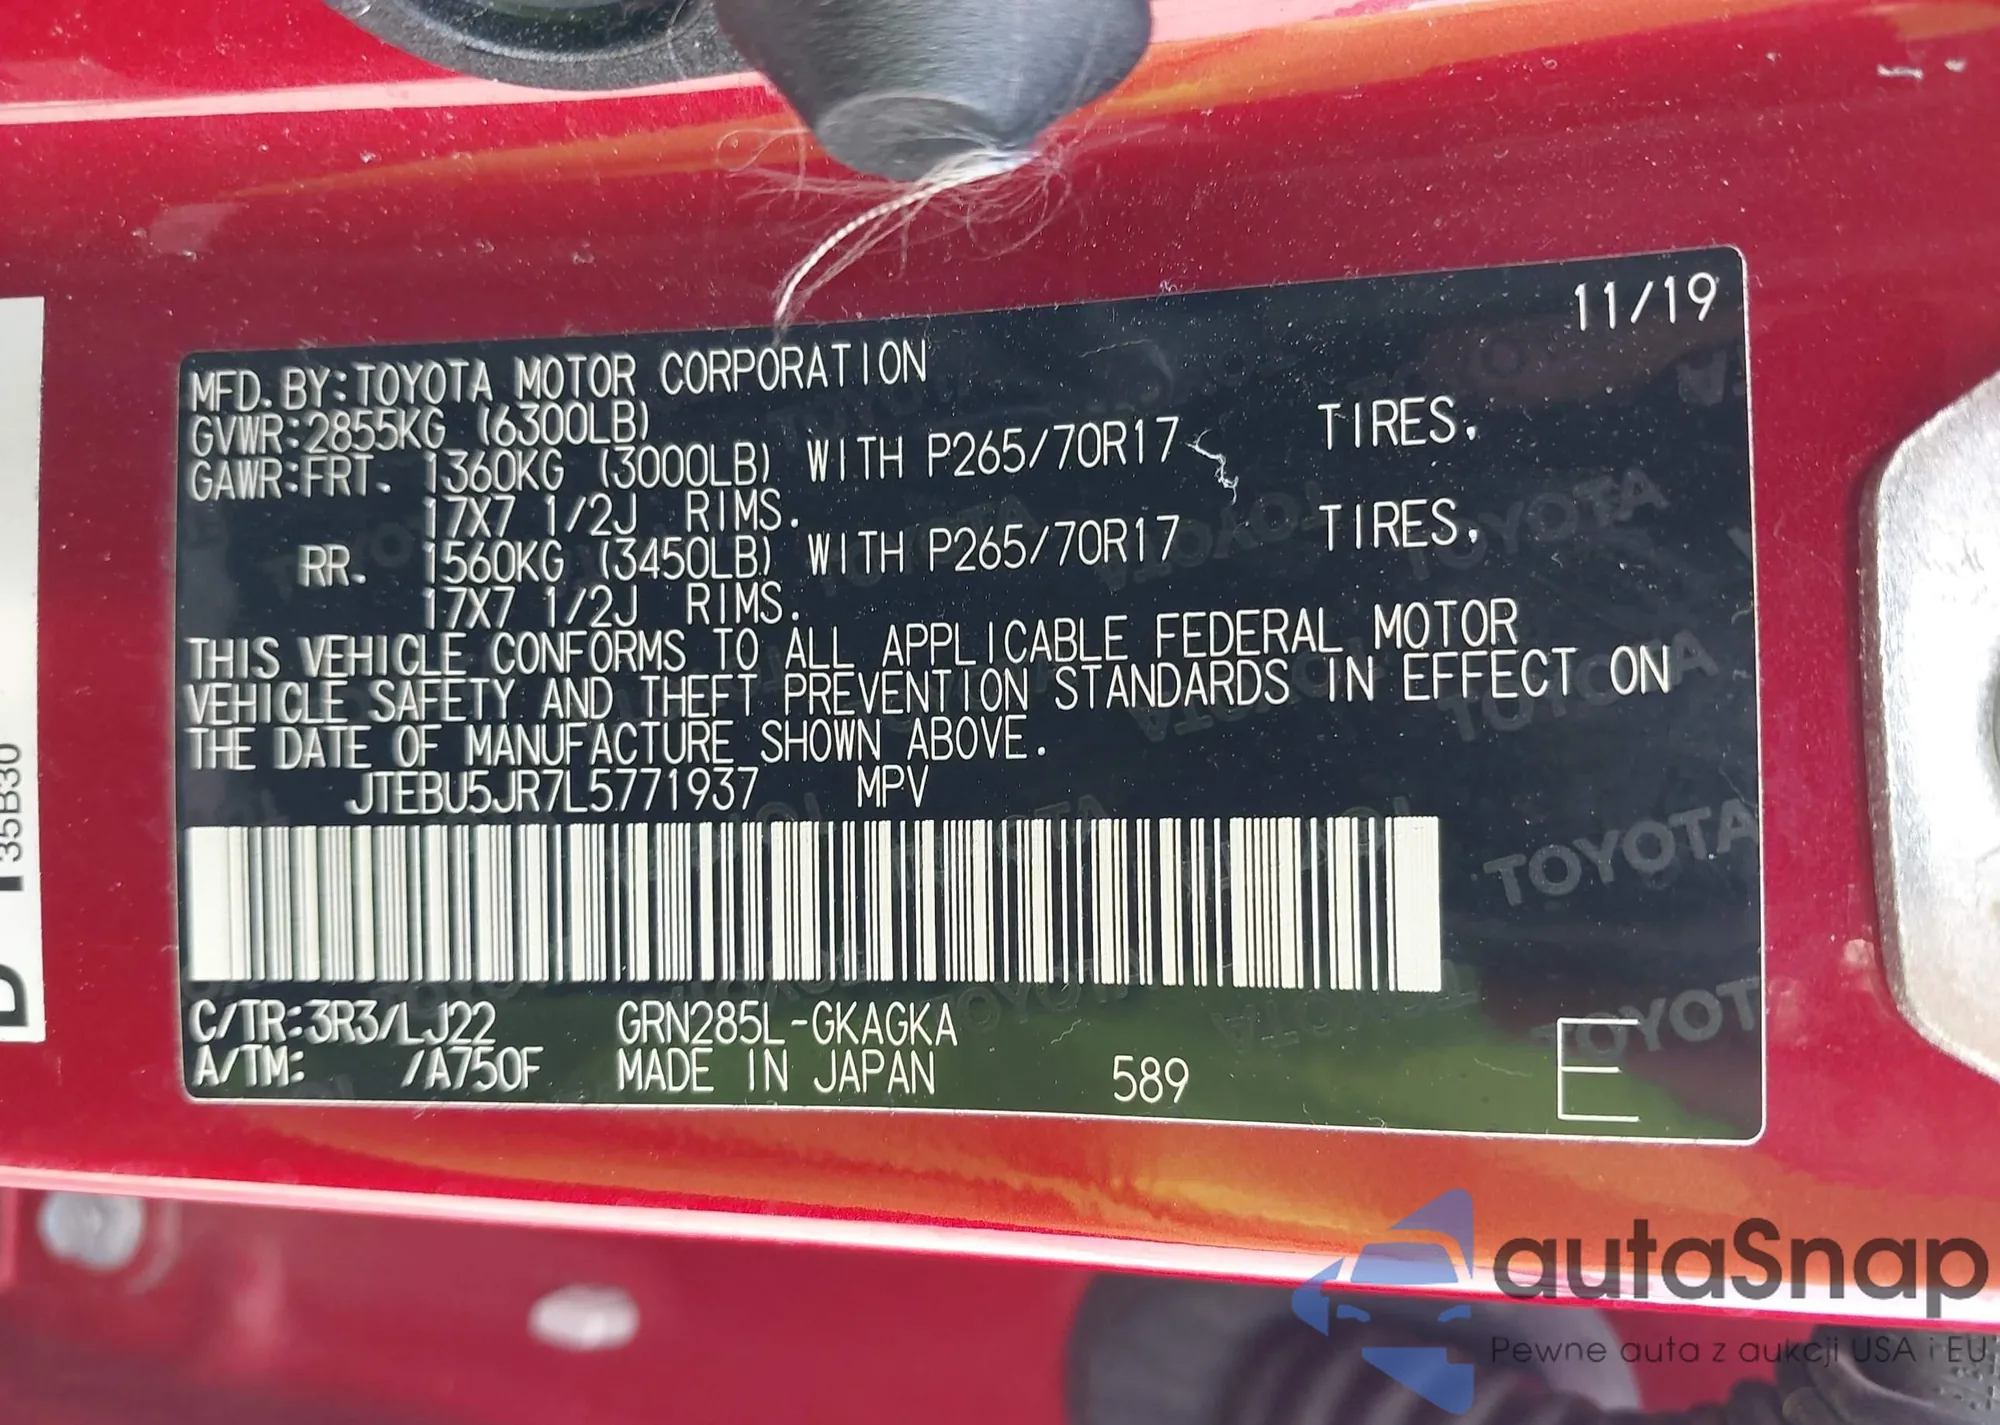 11/19
MFD.BY:TOYOTA MOTOR CORPORATION
GVWR:2855KG (6300LB)
GAWR:FRT. 1360KG (3000LB) WITH P265/70R17 TIRES,
17X7 1/2J RIMS.
RR. 1560KG (3450LB) WITH P265/70R17 TIRES,
17X7 1/2J RIMS.
THIS VEHICLE CONFORMS TO ALL APPLICABLE FEDERAL MOTOR
VEHICLE SAFETY AND THEFT PREVENTION STANDARDS IN EFFECT ON
THE DATE OF MANUFACTURE SHOWN ABOVE.
JTEBU5JR7L5771937 MPV
C/TR:3R3/LJ22 GRN285L-GKAGKA
A/TM: /A750F MADE IN JAPAN 589 E
TOYOTA
autaSnap
Pewne auta z aukcji USA i EU